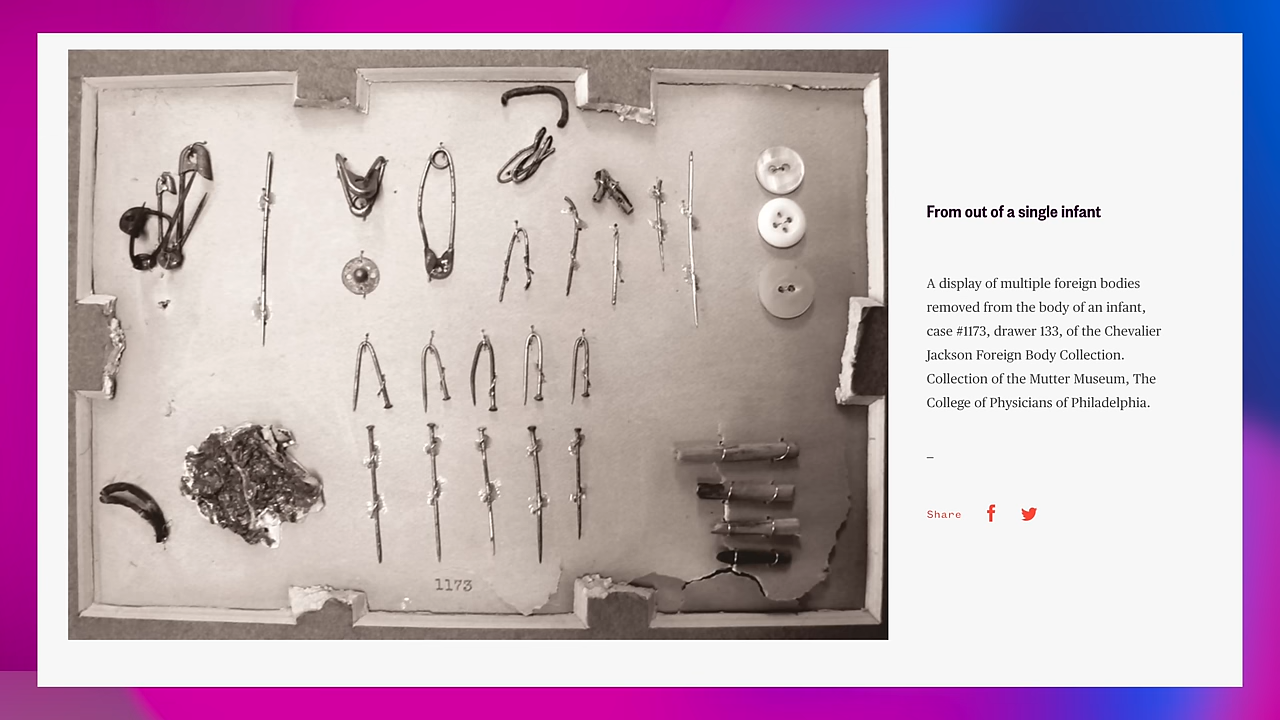 1173
From out of a single infant
A display of multiple foreign bodies
removed from the body of an infant,
case #1173, drawer 133, of the Chevalier
Jackson Foreign Body Collection.
Collection of the Mutter Museum, The
College of Physicians of Philadelphia.
–
Share